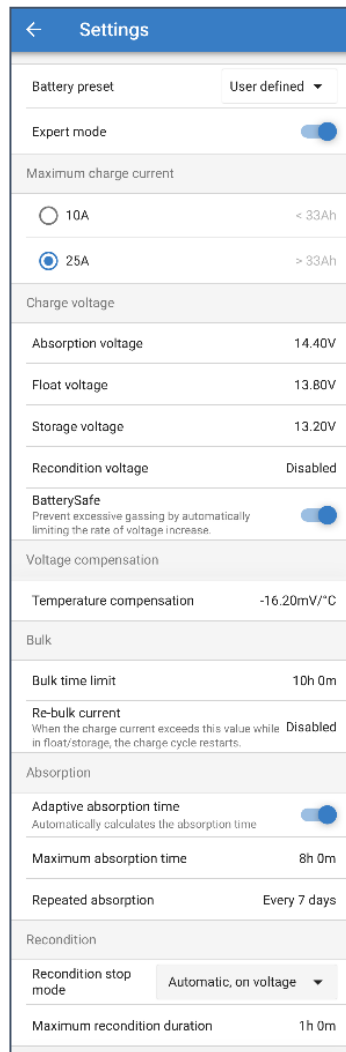 Settings
Battery preset User defined
Expert mode
Maximum charge current
10A < 33Ah
25A > 33Ah
Charge voltage
Absorption voltage 14.40V
Float voltage 13.80V
Storage voltage 13.20V
Recondition voltage Disabled
BatterySafe
Prevent excessive gassing by automatically
limiting the rate of voltage increase.
Voltage compensation
Temperature compensation -16.20mV/°C
Bulk
Bulk time limit 10h 0m
Re-bulk current
When the charge current exceeds this value while Disabled
in float/storage, the charge cycle restarts.
Absorption
Adaptive absorption time
Automatically calculates the absorption time
Maximum absorption time 8h 0m
Repeated absorption Every 7 days
Recondition
Recondition stop
mode Automatic, on voltage
Maximum recondition duration 1h 0m